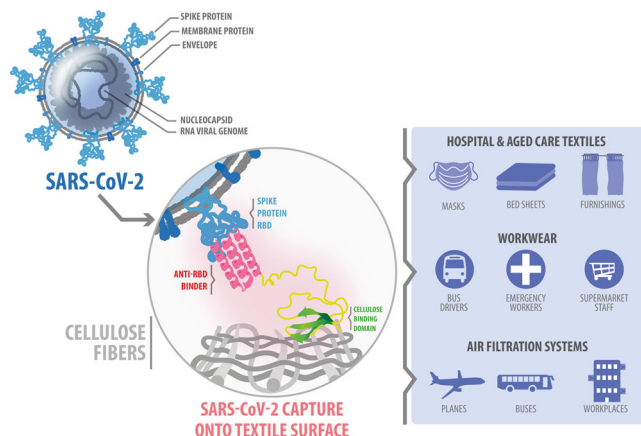 SPIKE PROTEIN
MEMBRANE PROTEIN
ENVELOPE
NUCLEOCAPSID
RNA VIRAL GENOME
SARS-CoV-2
SPIKE
PROTEIN
RBD
ANTI-RBD
BINDER
CELLULOSE
BINDING
DOMAIN
CELLULOSE
FIBERS
SARS-CoV-2 CAPTURE
ONTO TEXTILE SURFACE
HOSPITAL & AGED CARE TEXTILES
MASKS
BED SHEETS
FURNISHINGS
WORKWEAR
BUS
DRIVERS
EMERGENCY
WORKERS
SUPERMARKET
STAFF
AIR FILTRATION SYSTEMS
PLANES
BUSES
WORKPLACES